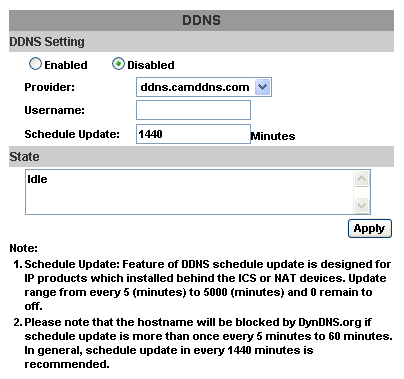 DDNS
DDNS Setting
Enabled Disabled
Provider: ddns.camddns.com
Username:
Schedule Update: 1440 Minutes
State
Idle
Apply
Note:
1. Schedule Update: Feature of DDNS schedule update is designed for
IP products which installed behind the ICS or NAT devices. Update
range from every 5 (minutes) to 5000 (minutes) and 0 remain to
off.
2. Please note that the hostname will be blocked by DynDNS.org if
schedule update is more than once every 5 minutes to 60 minutes.
In general, schedule update in every 1440 minutes is
recommended.